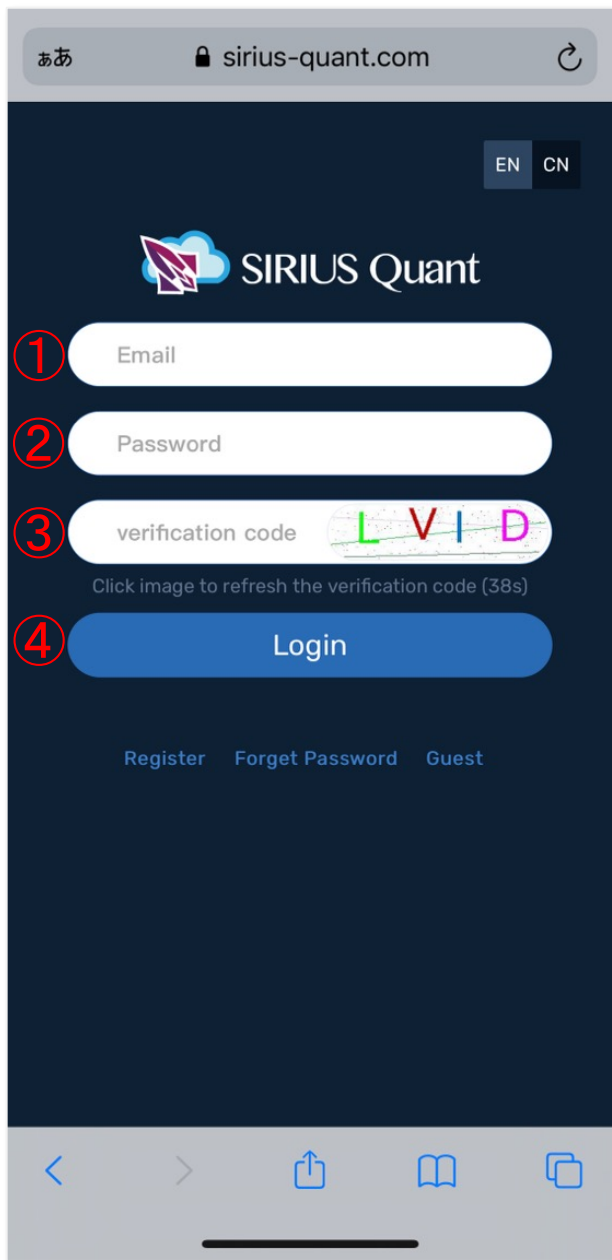 ぁあ sirius-quant.com
EN CN
SIRIUS Quant
① Email
② Password
③ verification code L V I D
Click image to refresh the verification code (38s)
④ Login
Register Forget Password Guest